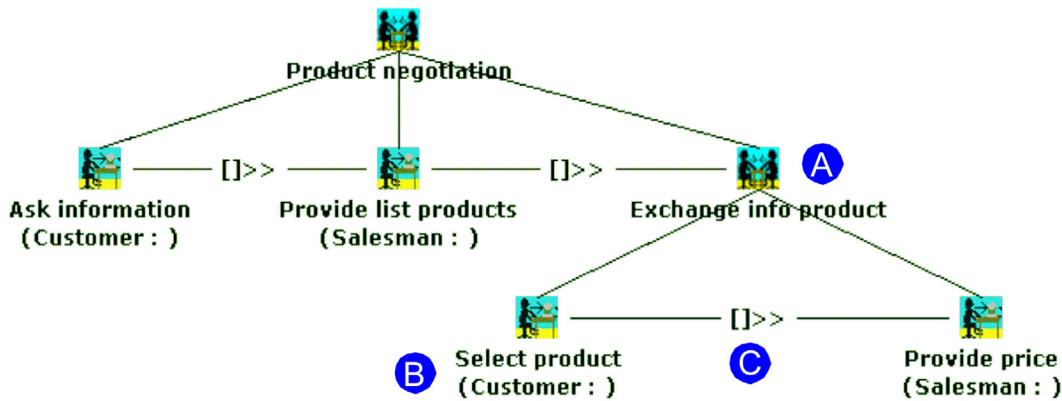 Product negotiation
[]>> []>> A
Ask information Provide list products Exchange info product
(Customer : ) (Salesman : )
[]>>
B Select product C Provide price
(Customer : ) (Salesman : )